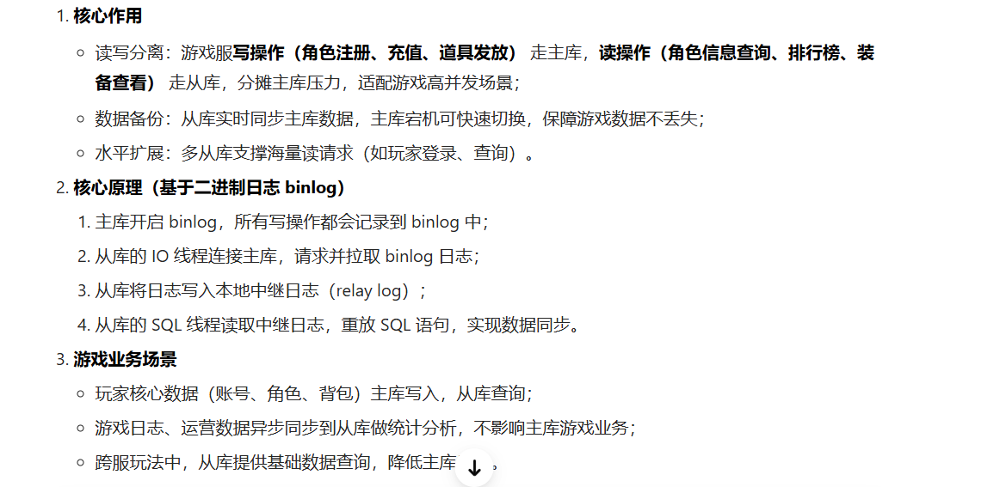 1. 核心作用
读写分离：游戏服写操作（角色注册、充值、道具发放） 走主库，读操作（角色信息查询、排行榜、装
备查看） 走从库，分摊主库压力，适配游戏高并发场景；
数据备份：从库实时同步主库数据，主库宕机可快速切换，保障游戏数据不丢失；
水平扩展：多从库支撑海量读请求（如玩家登录、查询）。
2. 核心原理（基于二进制日志 binlog）
1. 主库开启 binlog，所有写操作都会记录到 binlog 中；
2. 从库的 IO 线程连接主库，请求并拉取 binlog 日志；
3. 从库将日志写入本地中继日志（relay log）；
4. 从库的 SQL 线程读取中继日志，重放 SQL 语句，实现数据同步。
3. 游戏业务场景
玩家核心数据（账号、角色、背包）主库写入，从库查询；
游戏日志、运营数据异步同步到从库做统计分析，不影响主库游戏业务；
跨服玩法中，从库提供基础数据查询，降低主库 。